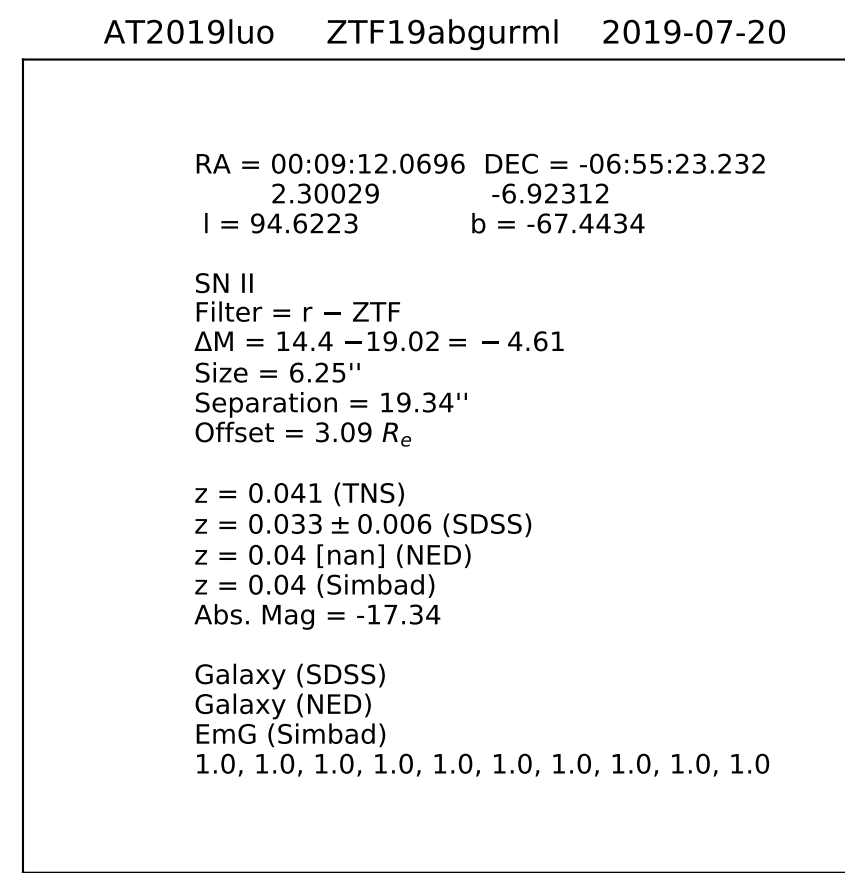 AT2019luo ZTF19abgurml 2019-07-20
RA = 00:09:12.0696 DEC = -06:55:23.232
2.30029 -6.92312
l = 94.6223 b = -67.4434
SN II
Filter = r − ZTF
ΔM = 14.4 −19.02 = − 4.61
Size = 6.25''
Separation = 19.34''
Offset = 3.09 Re
z = 0.041 (TNS)
z = 0.033 ± 0.006 (SDSS)
z = 0.04 [nan] (NED)
z = 0.04 (Simbad)
Abs. Mag = -17.34
Galaxy (SDSS)
Galaxy (NED)
EmG (Simbad)
1.0, 1.0, 1.0, 1.0, 1.0, 1.0, 1.0, 1.0, 1.0, 1.0